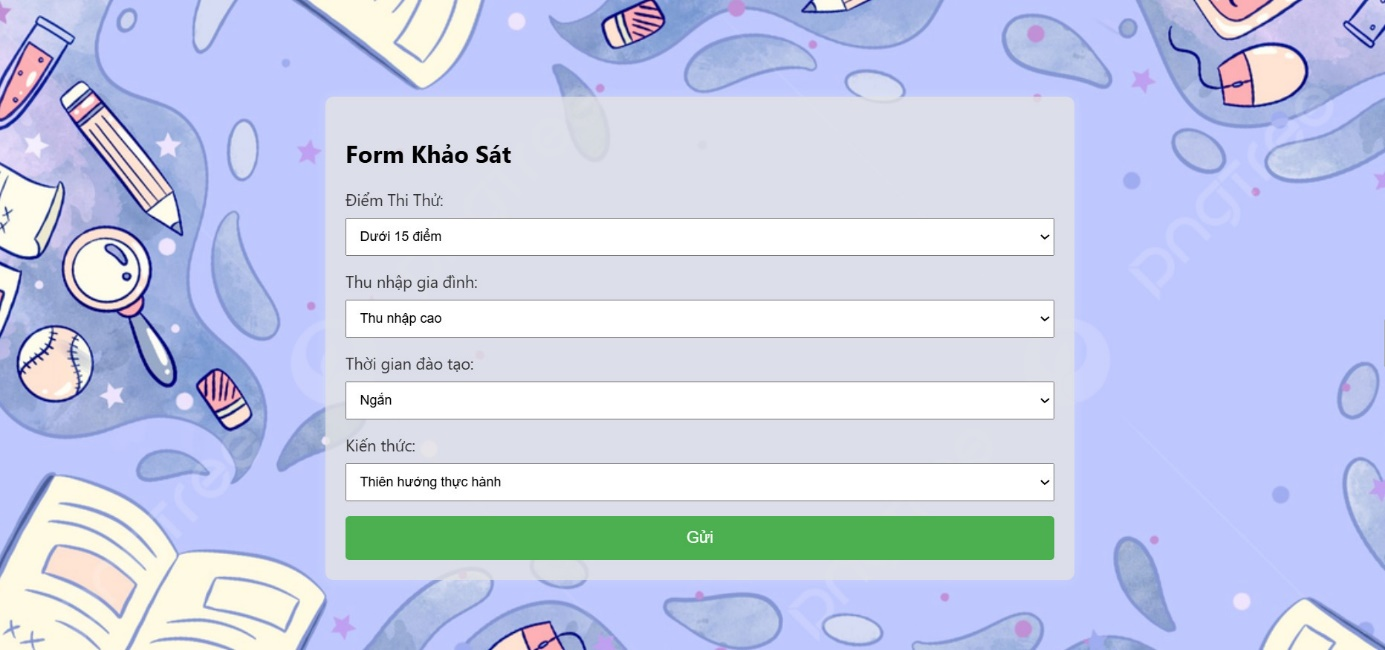 Form Khảo Sát
Điểm Thi Thử:
Dưới 15 điểm
Thu nhập gia đình:
Thu nhập cao
Thời gian đào tạo:
Ngắn
Kiến thức:
Thiên hướng thực hành
Gửi
pngtree